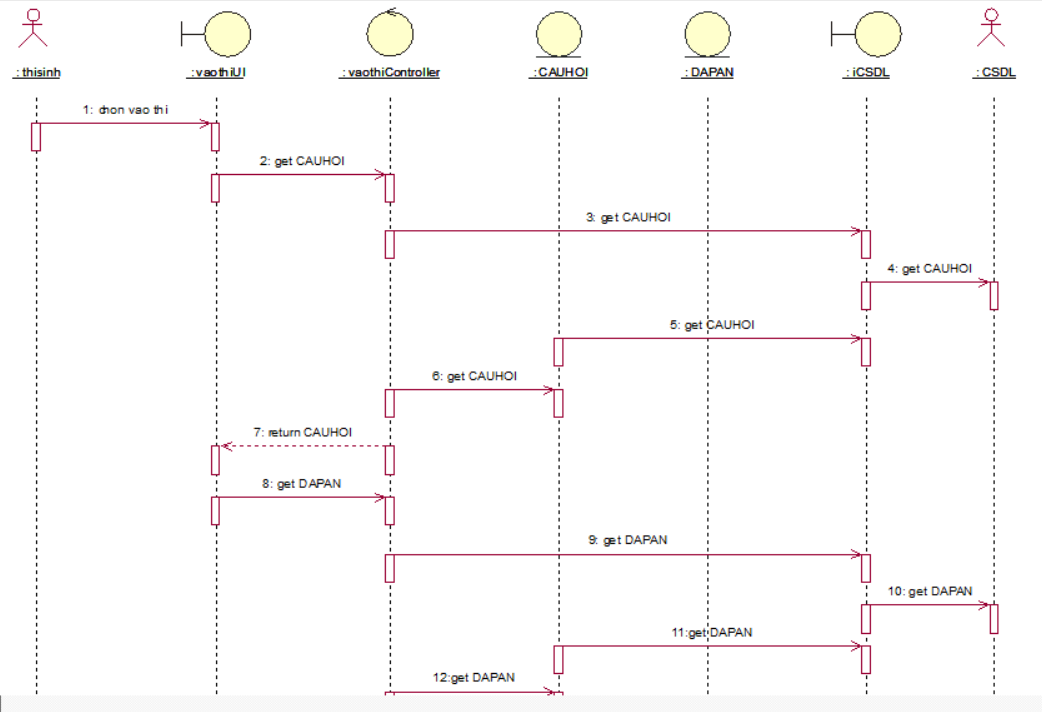 : thisinh
: vaothiUI
: vaothiController
: CAUHOI
: DAPAN
: iCSDL
: CSDL
1: chon vao thi
2: get CAUHOI
3: get CAUHOI
4: get CAUHOI
5: get CAUHOI
6: get CAUHOI
7: return CAUHOI
8: get DAPAN
9: get DAPAN
10: get DAPAN
11:get DAPAN
12:get DAPAN